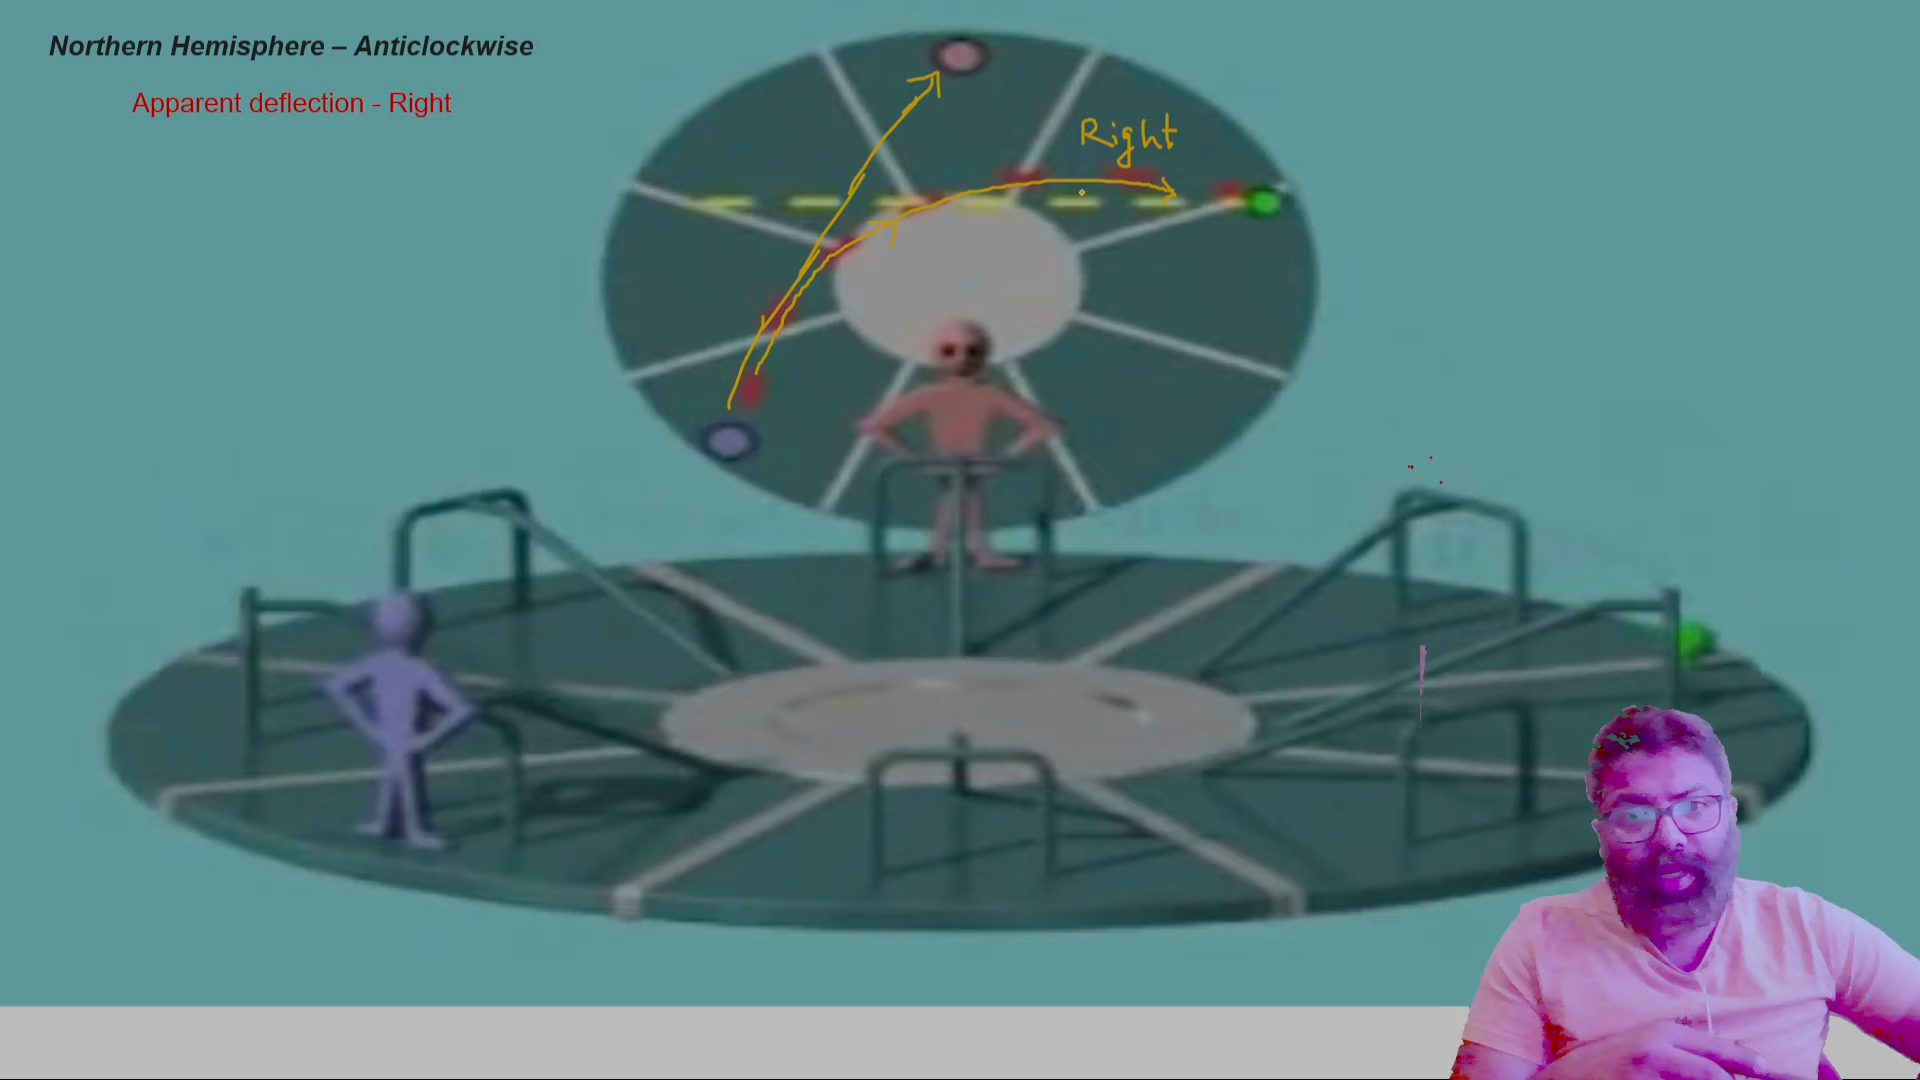 Northern Hemisphere – Anticlockwise
Apparent deflection - Right
Right